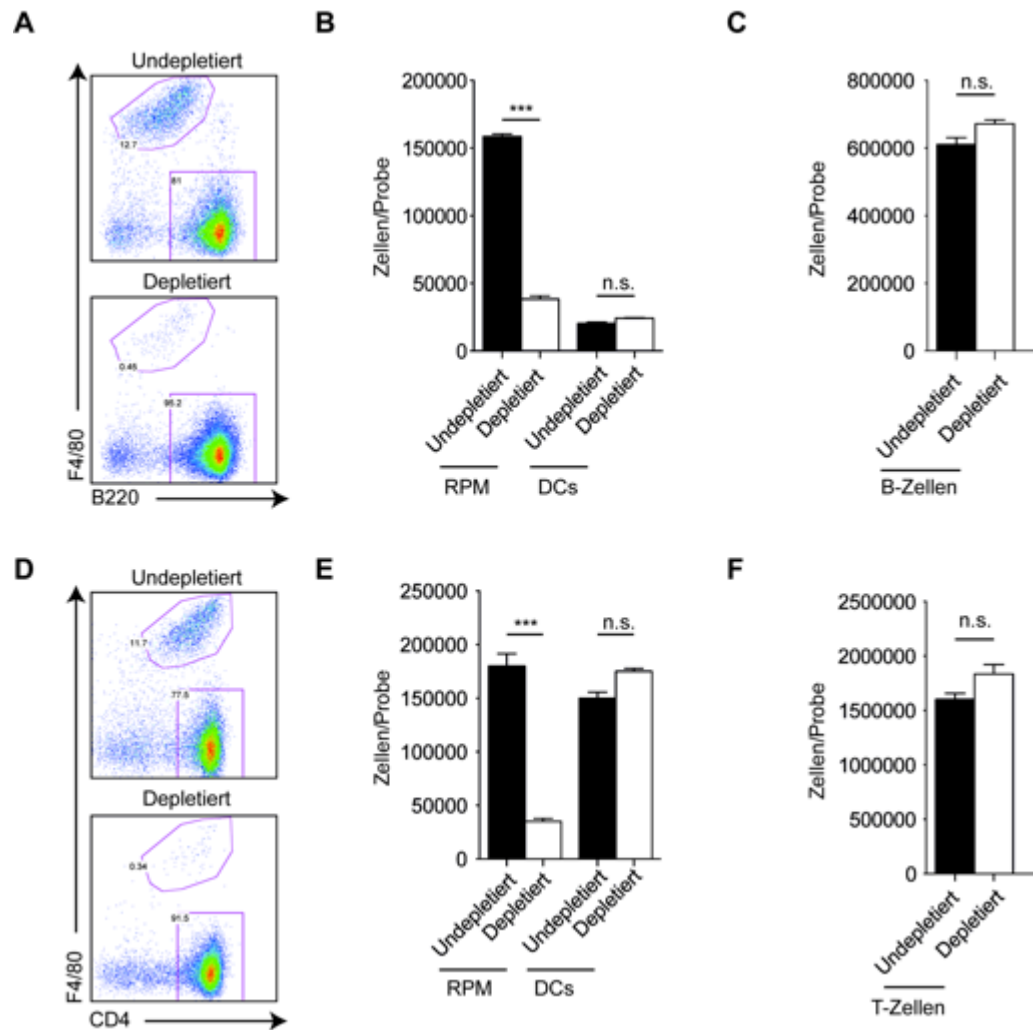 A
Undepletiert
12.7
81
Depletiert
0.46
95.2
F4/80
B220
B
Zellen/Probe
200000
150000
100000
50000
0
***
n.s.
Undepletiert
Depletiert
Undepletiert
Depletiert
RPM
DCs
C
Zellen/Probe
800000
600000
400000
200000
0
n.s.
Undepletiert
Depletiert
B-Zellen
D
Undepletiert
11.7
77.5
Depletiert
0.34
91.5
F4/80
CD4
E
Zellen/Probe
250000
200000
150000
100000
50000
0
***
n.s.
Undepletiert
Depletiert
Undepletiert
Depletiert
RPM
DCs
F
Zellen/Probe
2500000
2000000
1500000
1000000
500000
0
n.s.
Undepletiert
Depletiert
T-Zellen